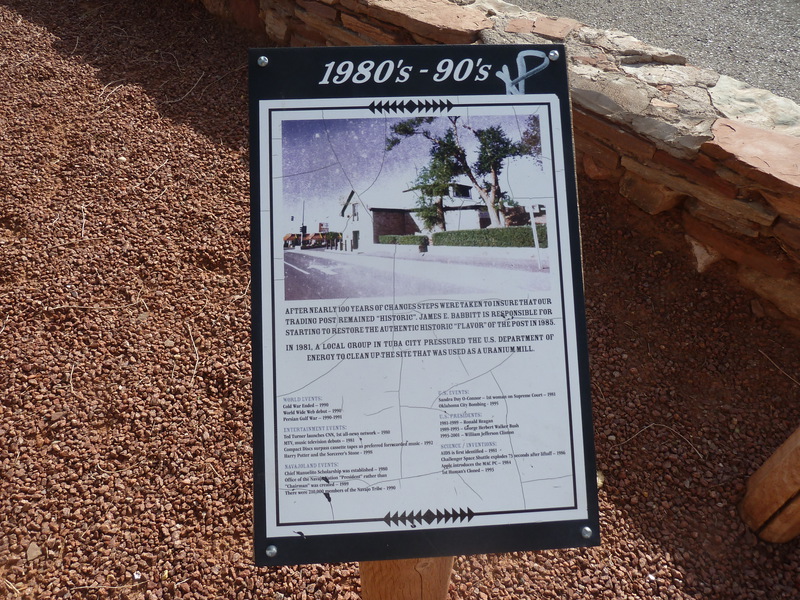 1980's - 90's
AFTER NEARLY 100 YEARS OF CHANGES STEPS WERE TAKEN TO INSURE THAT OUR
TRADING POST REMAINED "HISTORIC". JAMES E. BABBITT IS RESPONSIBLE FOR
STARTING TO RESTORE THE AUTHENTIC HISTORIC "FLAVOR" OF THE POST IN 1985.
IN 1981, A LOCAL GROUP IN TUBA CITY PRESSURED THE U.S. DEPARTMENT OF
ENERGY TO CLEAN UP THE SITE THAT WAS USED AS A URANIUM MILL.
WORLD EVENTS:
Cold War Ended – 1990
World Wide Web debut – 1990
Persian Gulf War – 1990-1991
ENTERTAINMENT EVENTS:
Ted Turner launches CNN, 1st all-news network – 1980
MTV, music television debuts – 1981
Compact Discs surpass cassette tapes as preferred format for music – 1992
Harry Potter and the Sorcerer's Stone –
NAVAJOLAND EVENTS:
Chief Manuelito Scholarship was established – 1980
Office of the Navajo Nation "President" rather than
"Chairman" was created – 1989
There were 210,000 members of the Navajo Tribe – 1990
U.S. EVENTS:
Sandra Day O-Connor – 1st woman on Supreme Court – 1981
Oklahoma City Bombing - 1995
U.S. PRESIDENTS:
1981-1989 – Ronald Reagan
1989-1993 – George Herbert Walker Bush
1993-2001 – William Jefferson Clinton
SCIENCE / INVENTIONS:
AIDS is first identified – 1981
Challenger Space Shuttle explodes 73 seconds after liftoff – 1986
Apple introduces the MAC PC – 1984
1st Human's Cloned – 1993